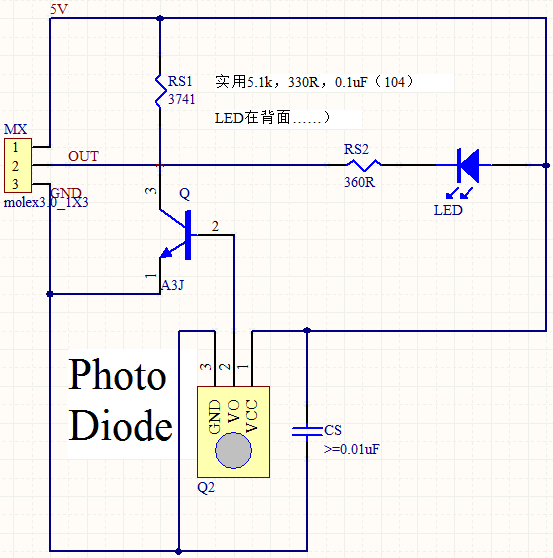 5V
RS1
3741
实用5.1k，330R，0.1uF（104）
LED在背面……）
MX
1
2
3
OUT
GND
molex3.0_1X3
RS2
360R
LED
3
Q
2
1
A3J
Photo
Diode
3
2
1
GND
VO
VCC
Q2
CS
>=0.01uF